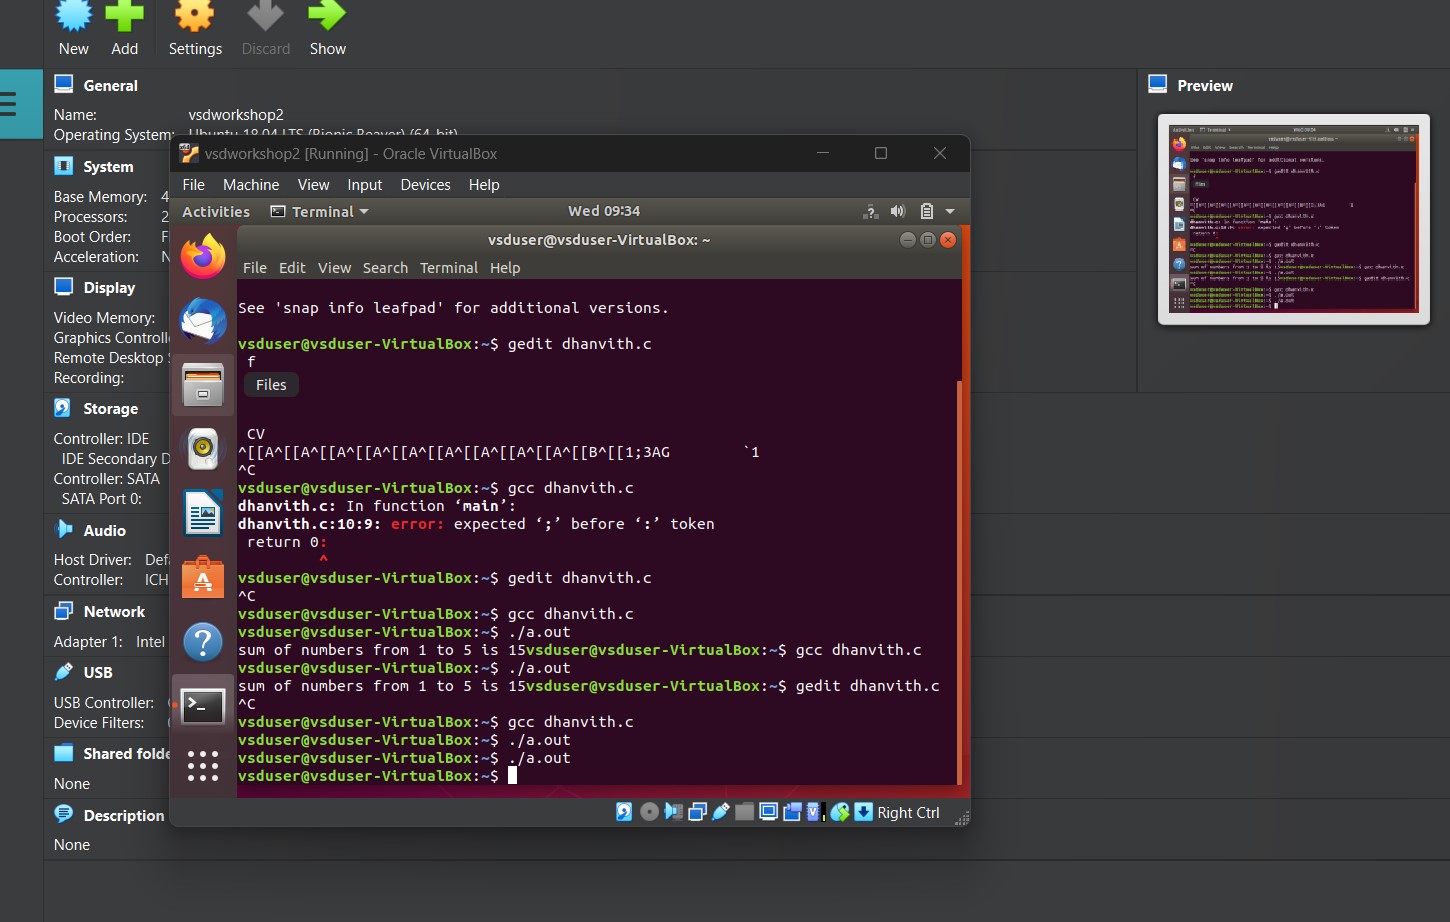 New Add Settings Discard Show
General
Name: vsdworkshop2
Operating System: Ubuntu 18.04 LTS (Bionic Beaver) (64-bit)
System
Base Memory: 4
Processors: 2
Boot Order: F
Acceleration: N
Display
Video Memory:
Graphics Controll
Remote Desktop S
Recording:
Storage
Controller: IDE
IDE Secondary D
Controller: SATA
SATA Port 0:
Audio
Host Driver: Defa
Controller: ICH
Network
Adapter 1: Intel
USB
USB Controller:
Device Filters:
Shared folde
None
Description
None
Preview
vsdworkshop2 [Running] - Oracle VirtualBox
File Machine View Input Devices Help
Activities Terminal Wed 09:34
vsduser@vsduser-VirtualBox: ~
File Edit View Search Terminal Help
See 'snap info leafpad' for additional versions.
vsduser@vsduser-VirtualBox:~$ gedit dhanvith.c
f
Files
CV
^[[A^[[A^[[A^[[A^[[A^[[A^[[A^[[A^[[A^[[B^[[1;3AG `1
^C
vsduser@vsduser-VirtualBox:~$ gcc dhanvith.c
dhanvith.c: In function ‘main’:
dhanvith.c:10:9: error: expected ‘;’ before ‘:’ token
return 0:
^
vsduser@vsduser-VirtualBox:~$ gedit dhanvith.c
^C
vsduser@vsduser-VirtualBox:~$ gcc dhanvith.c
vsduser@vsduser-VirtualBox:~$ ./a.out
sum of numbers from 1 to 5 is 15vsduser@vsduser-VirtualBox:~$ gcc dhanvith.c
vsduser@vsduser-VirtualBox:~$ ./a.out
sum of numbers from 1 to 5 is 15vsduser@vsduser-VirtualBox:~$ gedit dhanvith.c
^C
vsduser@vsduser-VirtualBox:~$ gcc dhanvith.c
vsduser@vsduser-VirtualBox:~$ ./a.out
vsduser@vsduser-VirtualBox:~$ ./a.out
vsduser@vsduser-VirtualBox:~$
Right Ctrl